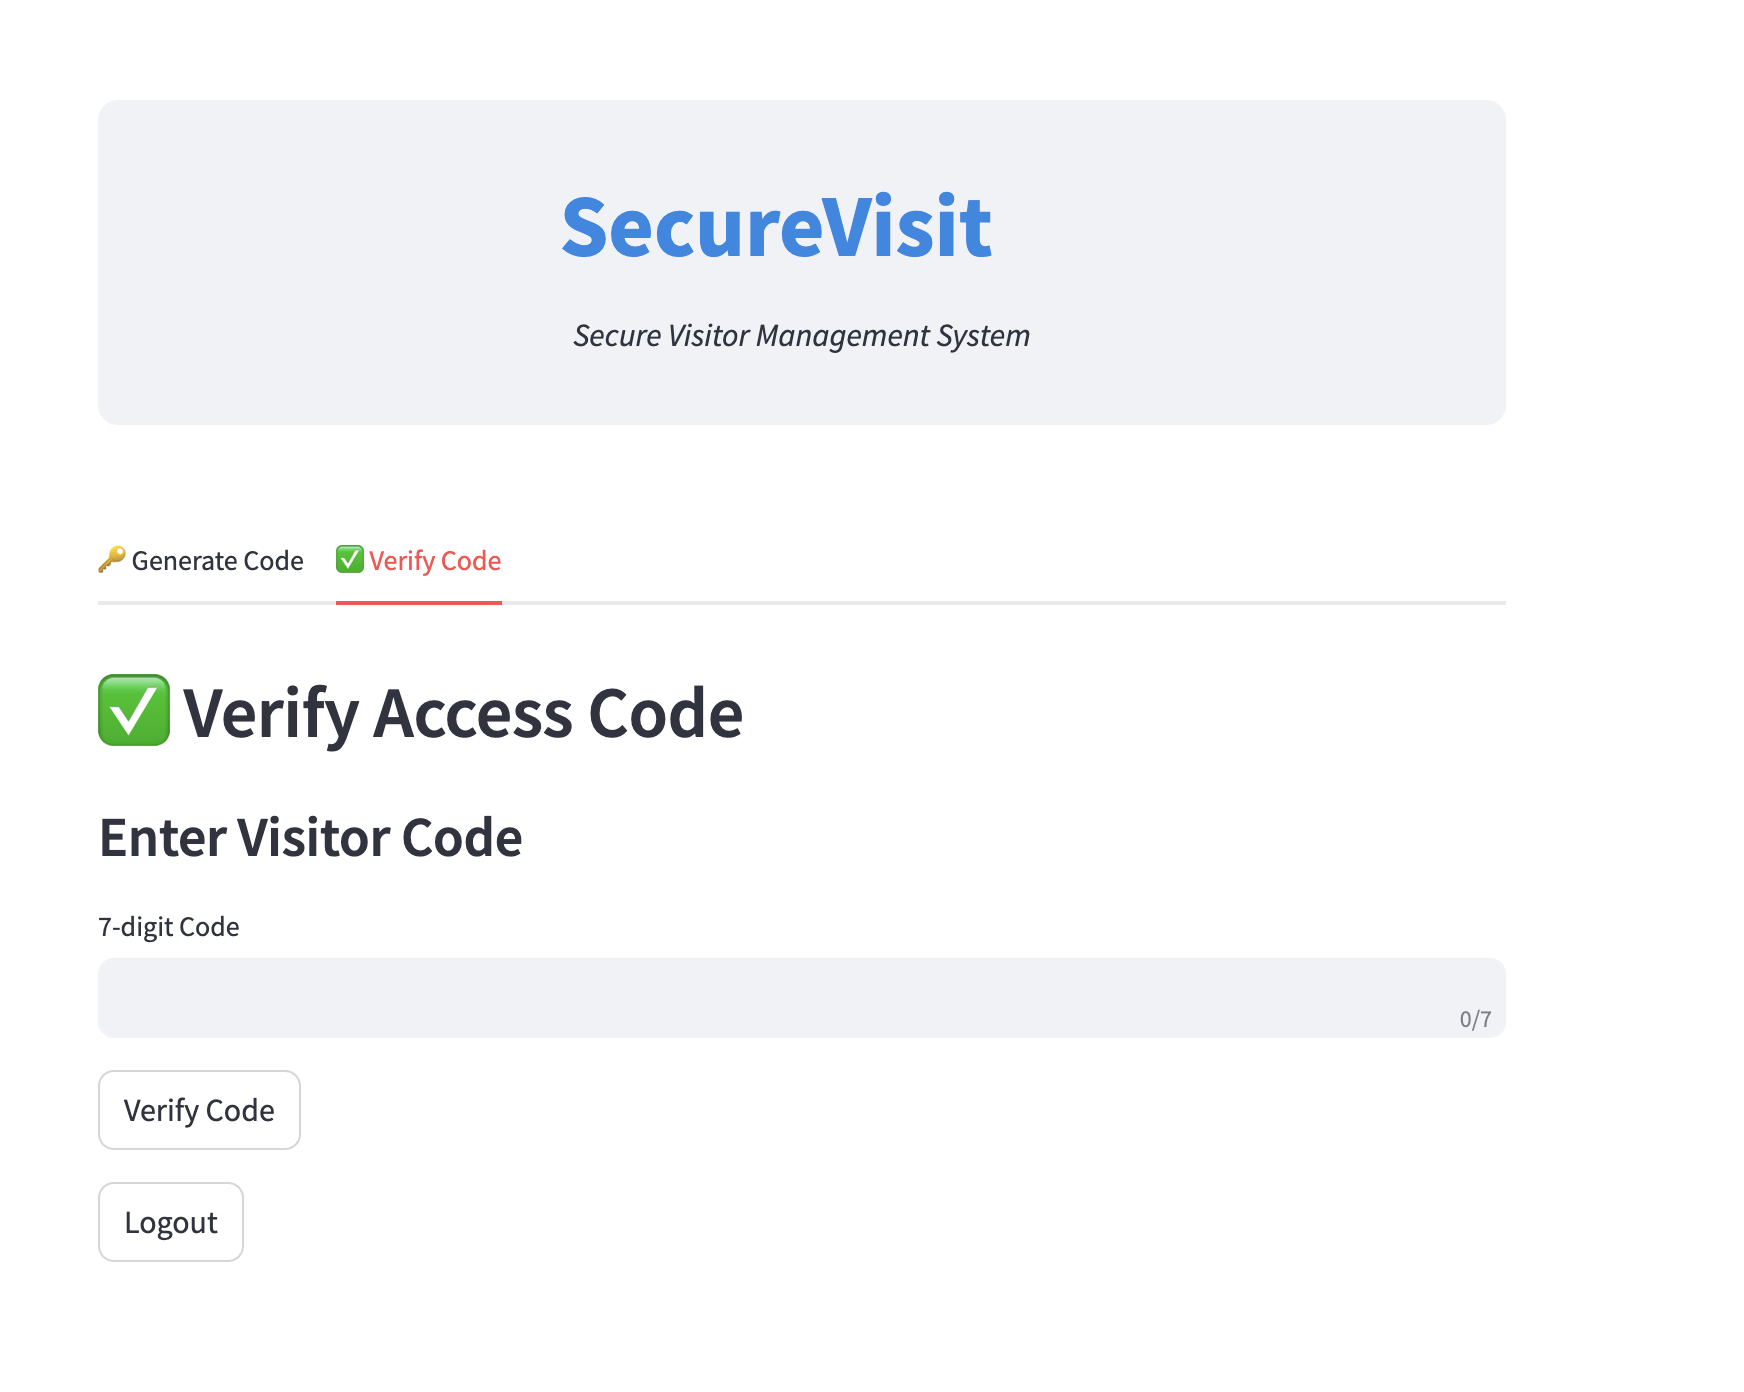 SecureVisit
Secure Visitor Management System
🔑 Generate Code ✅ Verify Code
✅ Verify Access Code
Enter Visitor Code
7-digit Code
0/7
Verify Code
Logout